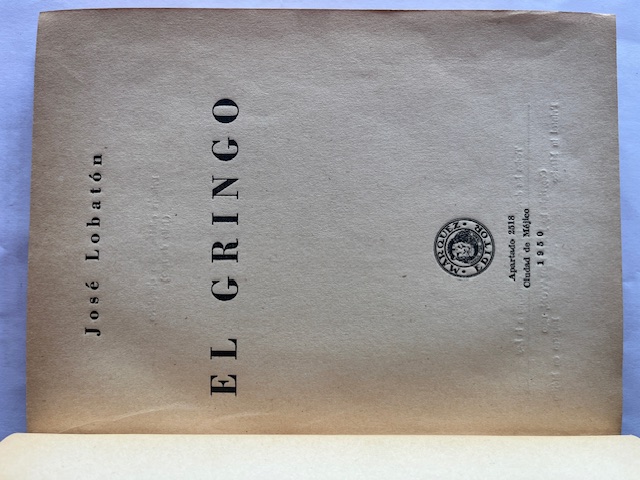 José Lobatón
EL GRINGO
MARQUEZ
EDITOR
Apartado 2518
Ciudad de Méjico
1950